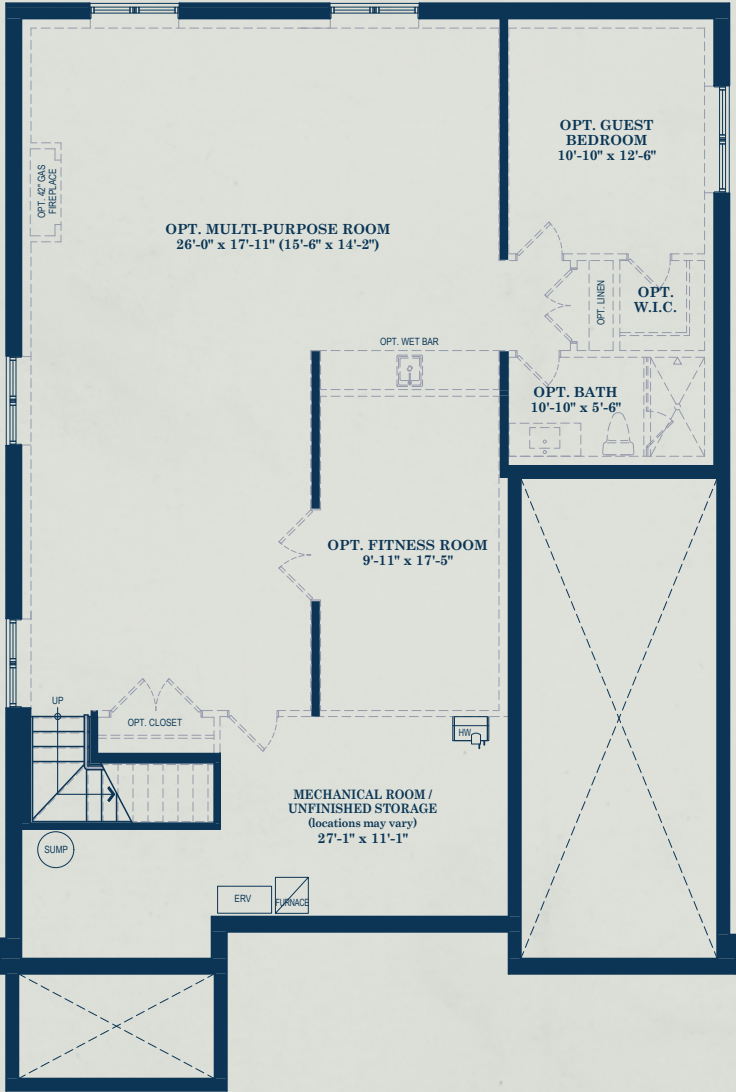 OPT. GUEST
BEDROOM
10'-10" x 12'-6"
OPT. 42" GAS
FIREPLACE
OPT. MULTI-PURPOSE ROOM
26'-0" x 17'-11" (15'-6" x 14'-2")
OPT. LINEN
OPT.
W.I.C.
OPT. WET BAR
OPT. BATH
10'-10" x 5'-6"
OPT. FITNESS ROOM
9'-11" x 17'-5"
UP
OPT. CLOSET
HW
MECHANICAL ROOM /
UNFINISHED STORAGE
(locations may vary)
27'-1" x 11'-1"
SUMP
ERV
FURNACE